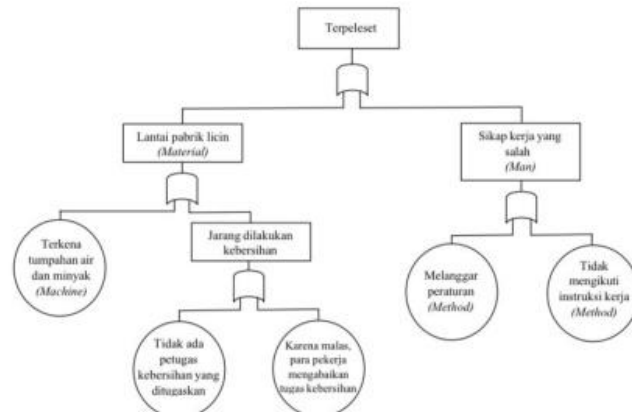 Terpeleset
Lantai pabrik licin
(Material)
Sikap kerja yang
salah
(Man)
Terkena
tumpahan air
dan minyak
(Machine)
Jarang dilakukan
kebersihan
Melanggar
peraturan
(Method)
Tidak
mengikuti
instruksi kerja
(Method)
Tidak ada
petugas
kebersihan yang
ditugaskan
Karena malas,
para pekerja
mengabaikan
tugas kebersihan